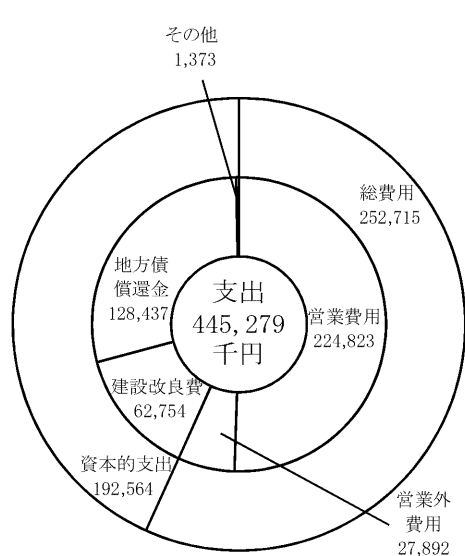 その他
1,373
総費用
252,715
地方債
償還金
128,437
支出
445,279
千円
営業費用
224,823
建設改良費
62,754
資本的支出
192,564
営業外
費用
27,892